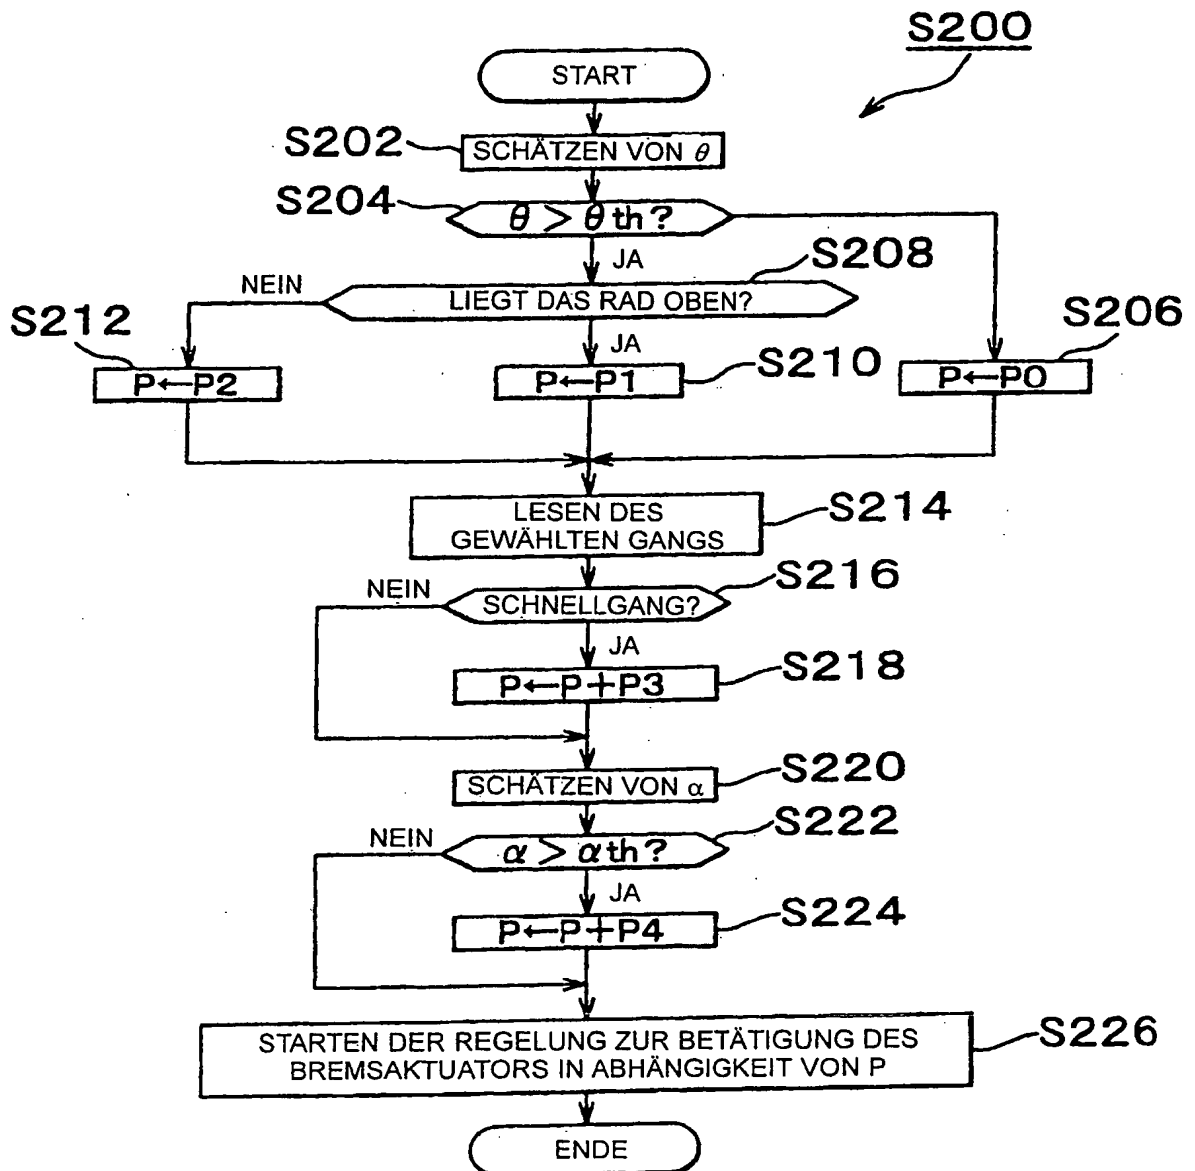 S200
START
S202
SCHÄTZEN VON θ
S204
θ > θ th?
JA
S208
NEIN
LIEGT DAS RAD OBEN?
S212
JA
S206
S210
P←P2
P←P1
P←P0
LESEN DES
GEWÄHLTEN GANGS
S214
NEIN
SCHNELLGANG?
S216
JA
P←P+P3
S218
SCHÄTZEN VON α
S220
NEIN
α > α th?
S222
JA
P←P+P4
S224
STARTEN DER REGELUNG ZUR BETÄTIGUNG DES
BREMSAKTUATORS IN ABHÄNGIGKEIT VON P
S226
ENDE